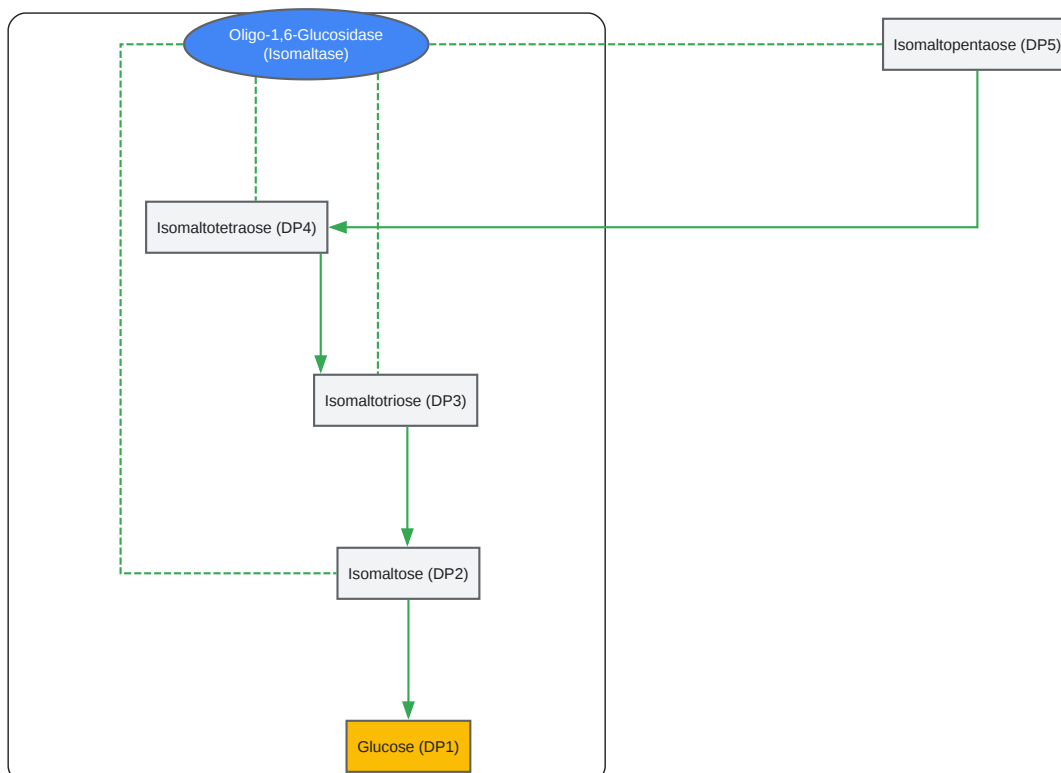 Oligo-1,6-Glucosidase
(Isomaltase)
Isomaltopentaose (DP5)
Isomaltotetraose (DP4)
Isomaltotriose (DP3)
Isomaltose (DP2)
Glucose (DP1)